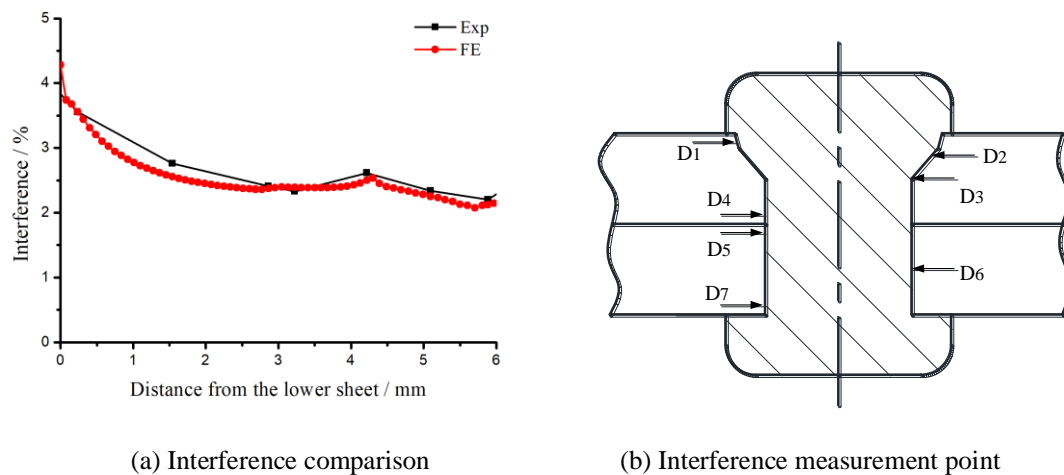 5
4
3
2
1
0
Interference / %
Exp
FE
0 1 2 3 4 5 6
Distance from the lower sheet / mm
D1
D2
D3
D4
D5
D6
D7
(a) Interference comparison
(b) Interference measurement point